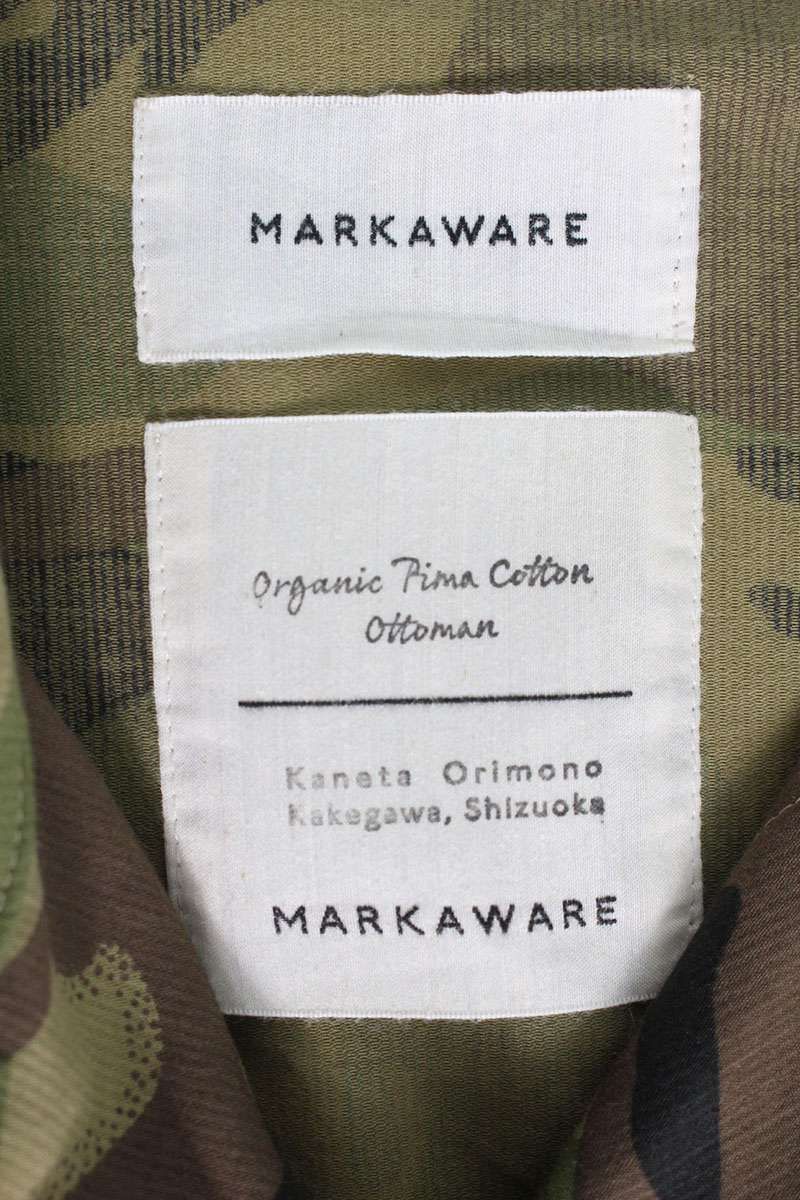 MARKAWARE
Organic Pima Cotton
Ottoman
Kaneta Orimono
Kakegawa, Shizuoka
MARKAWARE